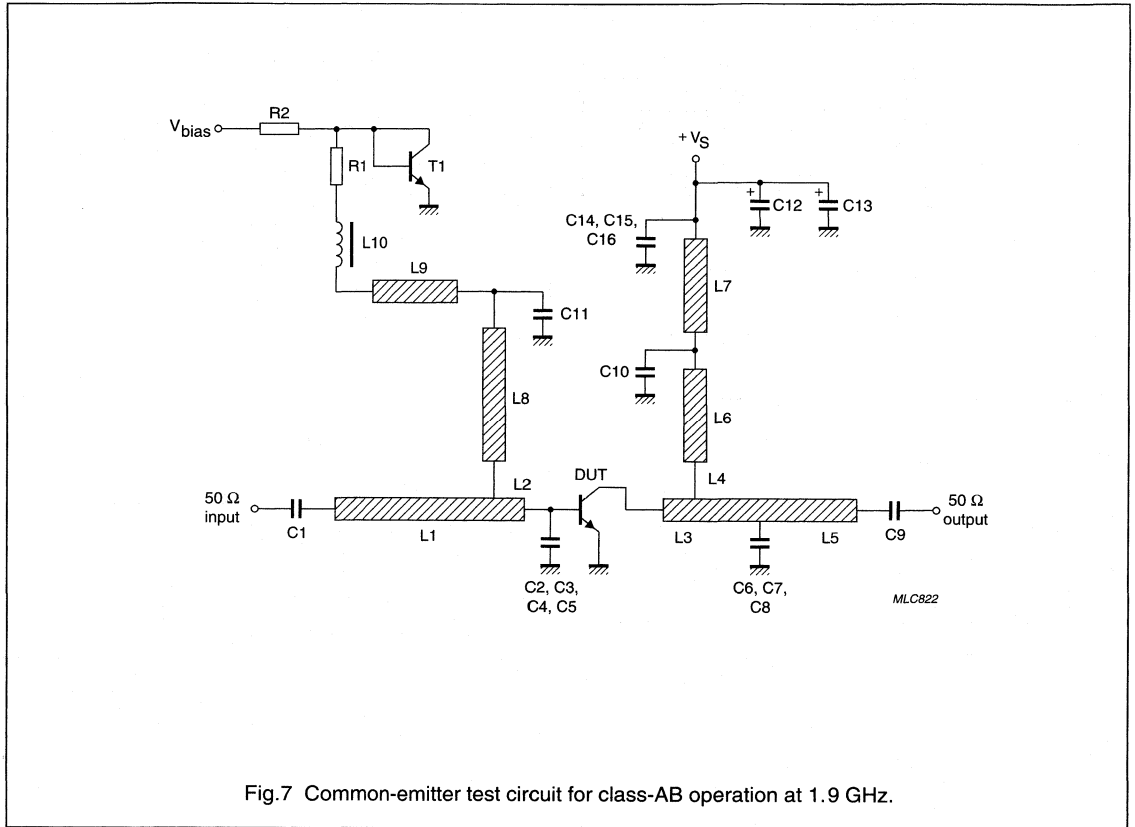 R2
V bias
R1
T1
+ VS
C12
C13
C14, C15,
C16
L10
L9
L7
C11
C10
L8
L6
L2
DUT
L4
50 Ω
input
C1
L1
L3
L5
C9
50 Ω
output
C2, C3,
C4, C5
C6, C7,
C8
MLC822
Fig.7 Common-emitter test circuit for class-AB operation at 1.9 GHz.